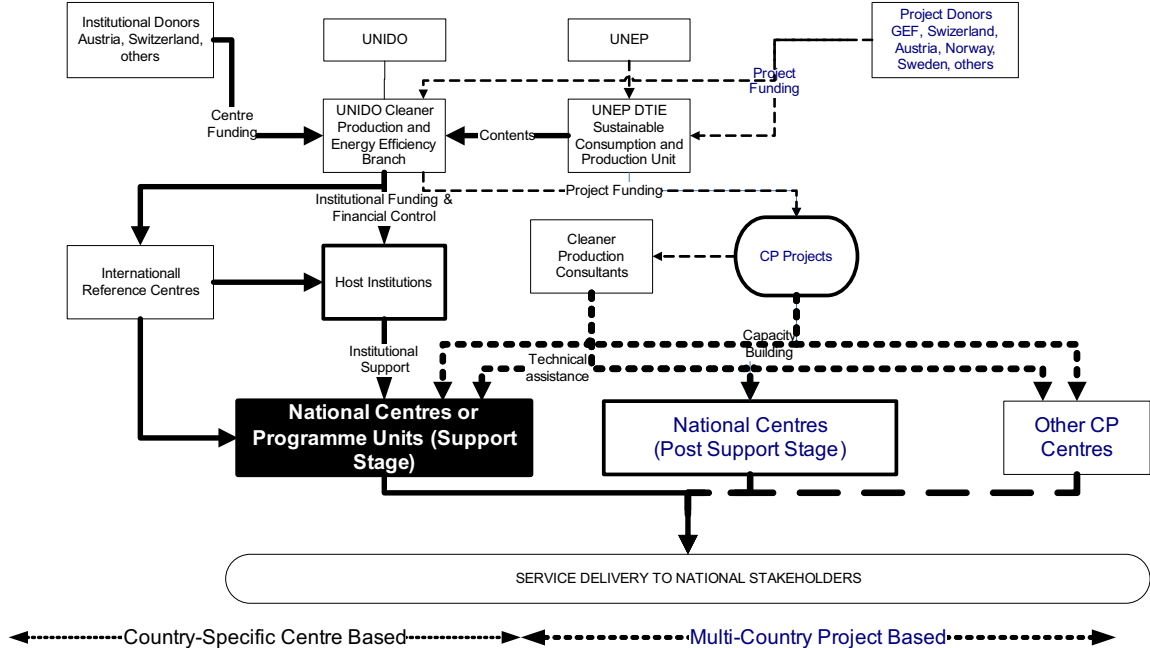 Institutional Donors
Austria, Switzerland,
others
UNIDO
UNEP
Project Donors
GEF, Swizerland,
Austria, Norway,
Sweden, others
Project
Funding
Centre
Funding
UNIDO Cleaner
Production and
Energy Efficiency
Branch
Contents
UNEP DTIE
Sustainable
Consumption and
Production Unit
Project Funding
Institutional Funding &
Financial Control
Internationall
Reference Centres
Host Institutions
Cleaner
Production
Consultants
CP Projects
Institutional
Support
Technical
assistance
Capacity
Building
National Centres or
Programme Units (Support
Stage)
National Centres
(Post Support Stage)
Other CP
Centres
SERVICE DELIVERY TO NATIONAL STAKEHOLDERS
Country-Specific Centre Based
Multi-Country Project Based